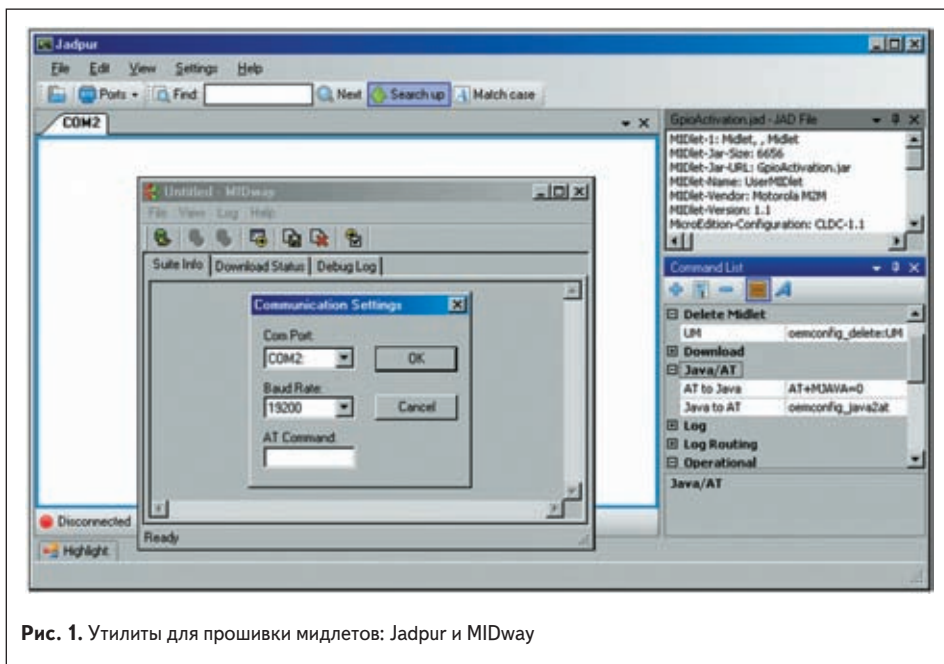 Jadpur
File Edit View Settings Help
Ports Find Next Search up Match case
COM2
GpioActivation.jad - JAD File
MIDlet-1: Midlet, , Midlet
MIDlet-Jar-Size: 6656
MIDlet-Jar-URL: GpioActivation.jar
MIDlet-Name: UserMIDlet
MIDlet-Vendor: Motorola M2M
MIDlet-Version: 1.1
MicroEdition-Configuration: CLDC-1.1
Untitled - MIDway
File View Log Help
Suite Info Download Status Debug Log
Communication Settings
Com Port:
COM2:
OK
Baud Rate:
19200
Cancel
AT Command:
Ready
Command List
Delete Midlet
UM oemconfig_delete:UM
Download
Java/AT
AT to Java AT+MJAVA=0
Java to AT oemconfig_java2at
Log
Log Routing
Operational
Java/AT
Disconnected
Highlight
Рис. 1. Утилиты для прошивки мидлетов: Jadpur и MIDway